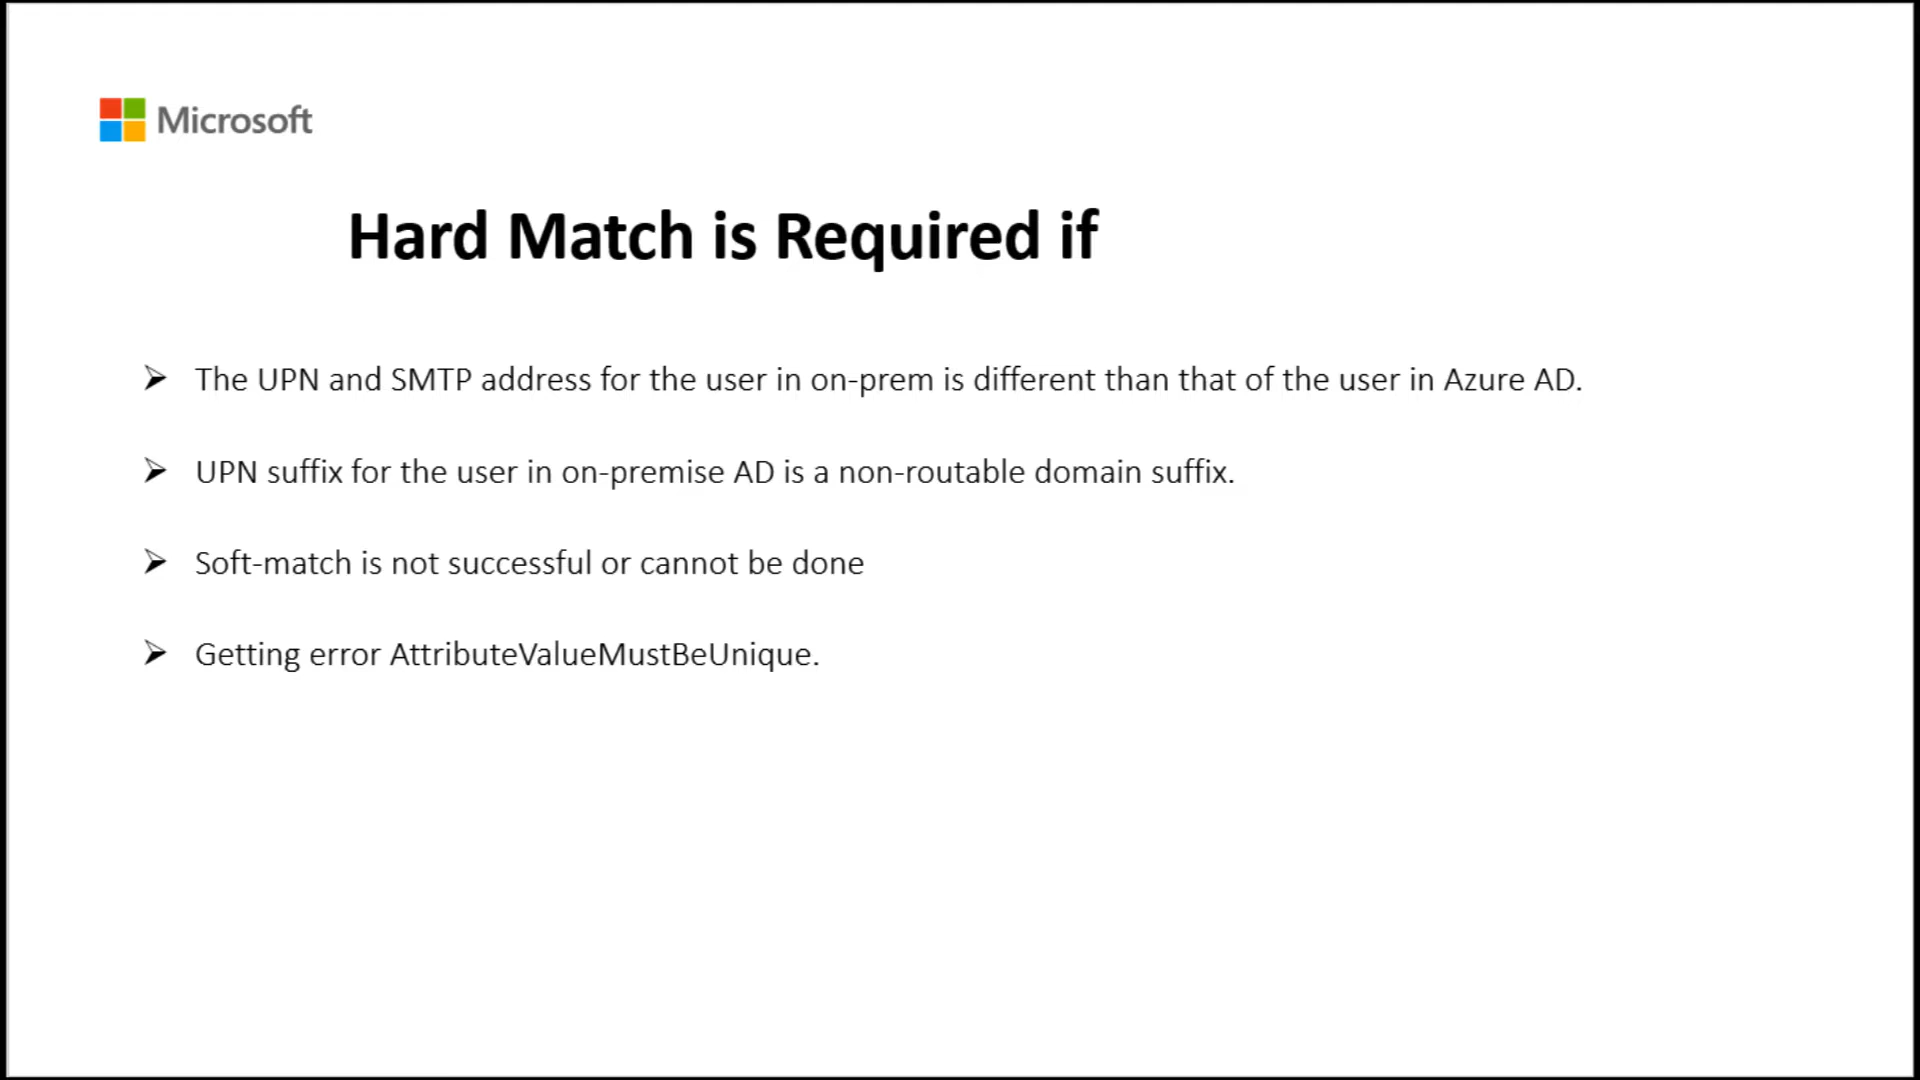 Microsoft
Hard Match is Required if
The UPN and SMTP address for the user in on-prem is different than that of the user in Azure AD.
UPN suffix for the user in on-premise AD is a non-routable domain suffix.
Soft-match is not successful or cannot be done
Getting error AttributeValueMustBeUnique.